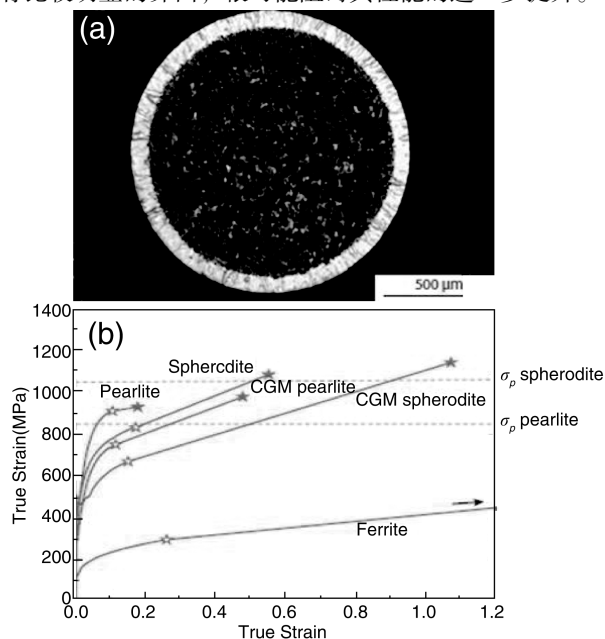 (a)
500 μm
(b)
1400
1200
1000
800
600
400
200
0
True Strain(MPa)
Sphercdite
Pearlite
CGM pearlite
CGM spherodite
Ferrite
σp spherodite
σp pearlite
0.0 0.2 0.4 0.6 0.8 1.0 1.2
True Strain